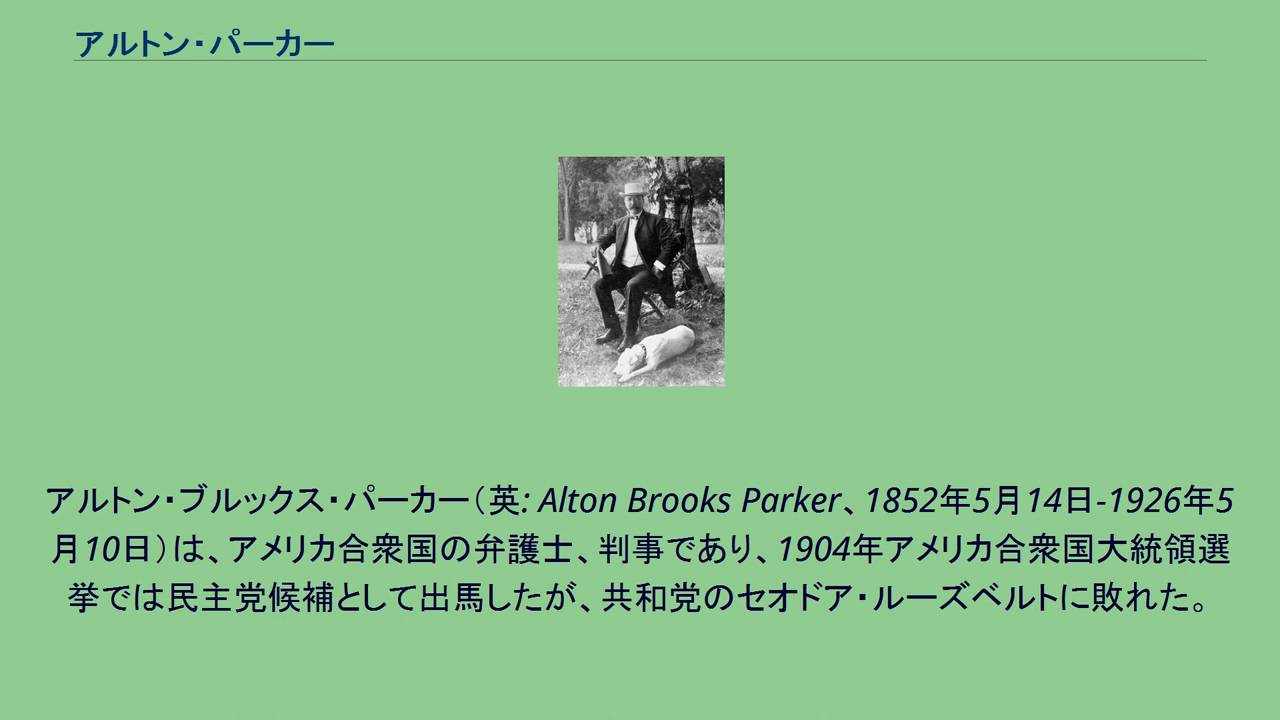 アルトン・パーカー
アルトン・ブルックス・パーカー（英: Alton Brooks Parker、1852年5月14日-1926年5
月10日）は、アメリカ合衆国の弁護士、判事であり、1904年アメリカ合衆国大統領選
挙では民主党候補として出馬したが、共和党のセオドア・ルーズベルトに敗れた。